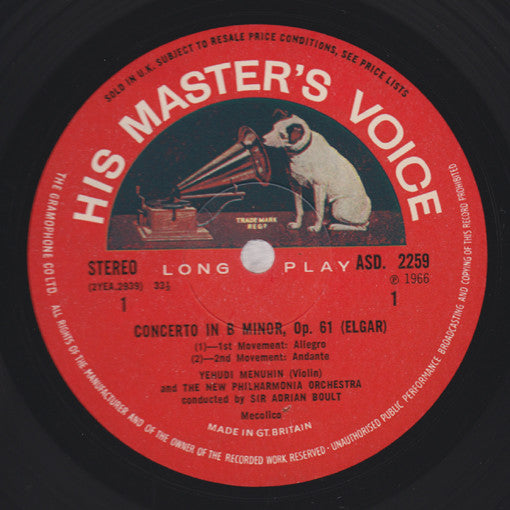 SOLD IN U.K. SUBJECT TO RESALE PRICE CONDITIONS, SEE PRICE LISTS
HIS MASTER'S VOICE
TRADE MARK
REGD
STEREO
LONG PLAY
ASD. 2259
(2YEA.2939) 33⅓
℗ 1966
1
1
CONCERTO IN B MINOR, Op. 61 (ELGAR)
(1)—1st Movement: Allegro
(2)—2nd Movement: Andante
YEHUDI MENUHIN (Violin)
and THE NEW PHILHARMONIA ORCHESTRA
conducted by SIR ADRIAN BOULT
Mecolico
MADE IN GT. BRITAIN
THE GRAMOPHONE CO LTD. ALL RIGHTS OF THE MANUFACTURER AND OF THE OWNER OF THE RECORDED WORK RESERVED · UNAUTHORISED PUBLIC PERFORMANCE BROADCASTING AND COPYING OF THIS RECORD PROHIBITED